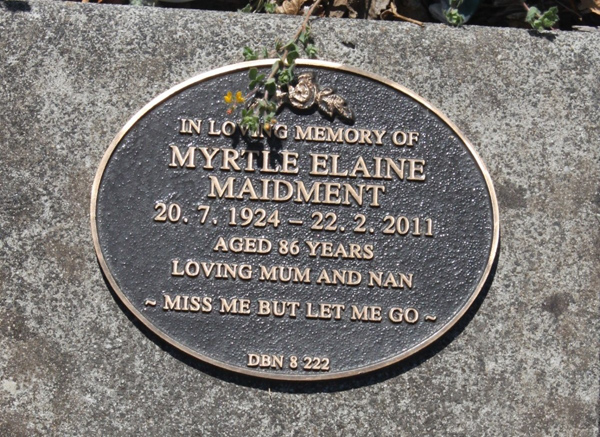 IN LOVING MEMORY OF
MYRTLE ELAINE
MAIDMENT
20. 7. 1924 – 22. 2. 2011
AGED 86 YEARS
LOVING MUM AND NAN
~ MISS ME BUT LET ME GO ~
DBN 8 222